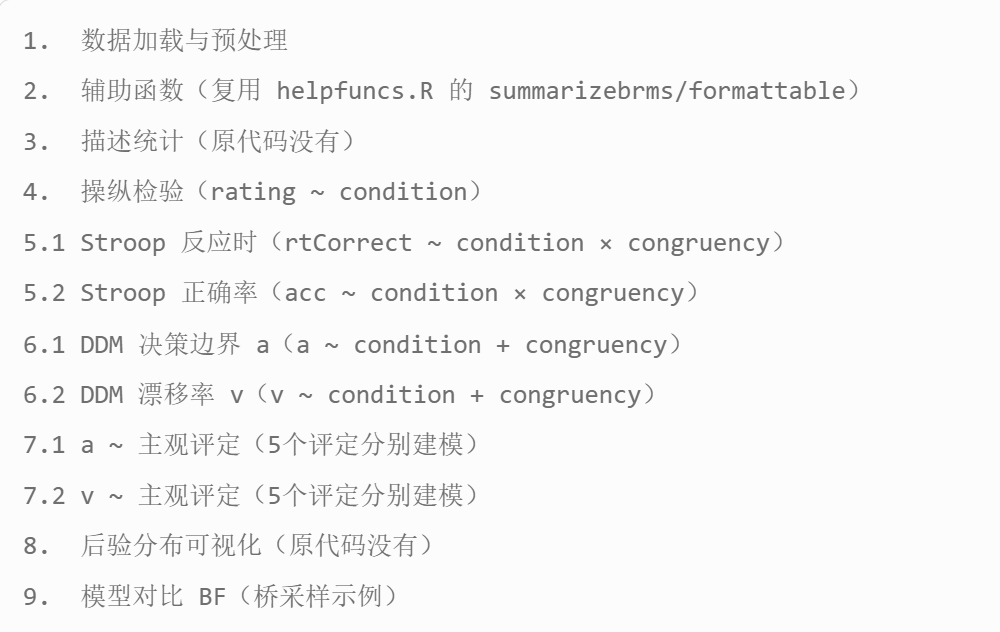 1.  数据加载与预处理
2.  辅助函数（复用 helpfuncs.R 的 summarizebrms/formattable）
3.  描述统计（原代码没有）
4.  操纵检验（rating ~ condition）
5.1 Stroop 反应时（rtCorrect ~ condition × congruency）
5.2 Stroop 正确率（acc ~ condition × congruency）
6.1 DDM 决策边界 a（a ~ condition + congruency）
6.2 DDM 漂移率 v（v ~ condition + congruency）
7.1 a ~ 主观评定（5个评定分别建模）
7.2 v ~ 主观评定（5个评定分别建模）
8.  后验分布可视化（原代码没有）
9.  模型对比 BF（桥采样示例）